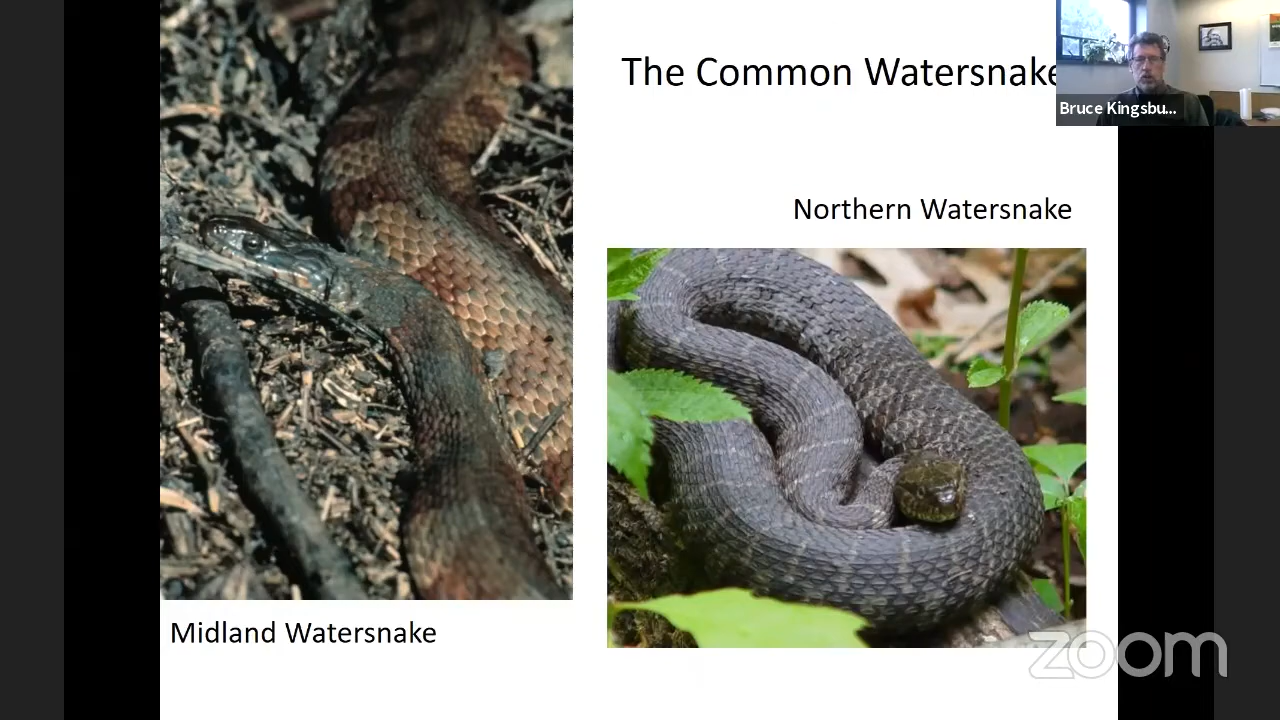 The Common Watersnake
Bruce Kingsbu...
Northern Watersnake
Midland Watersnake
zoom